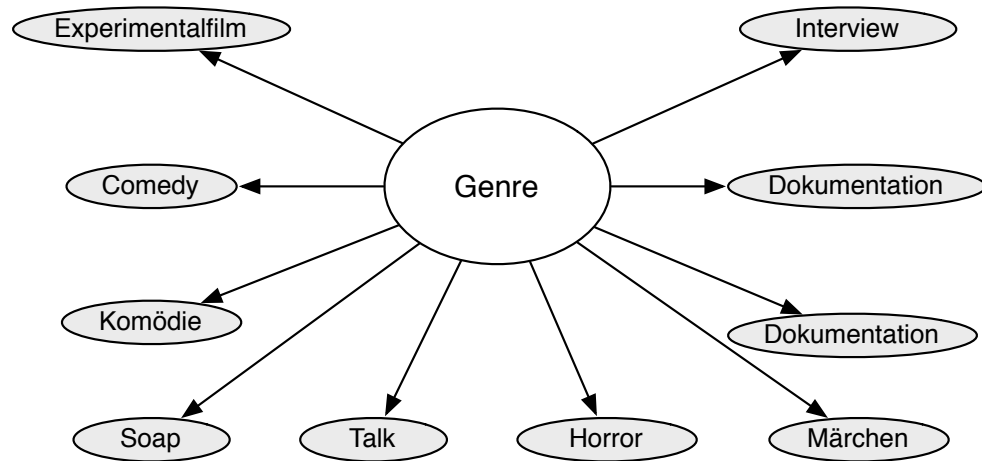 Experimentalfilm
Interview
Comedy
Genre
Dokumentation
Komödie
Dokumentation
Soap
Talk
Horror
Märchen